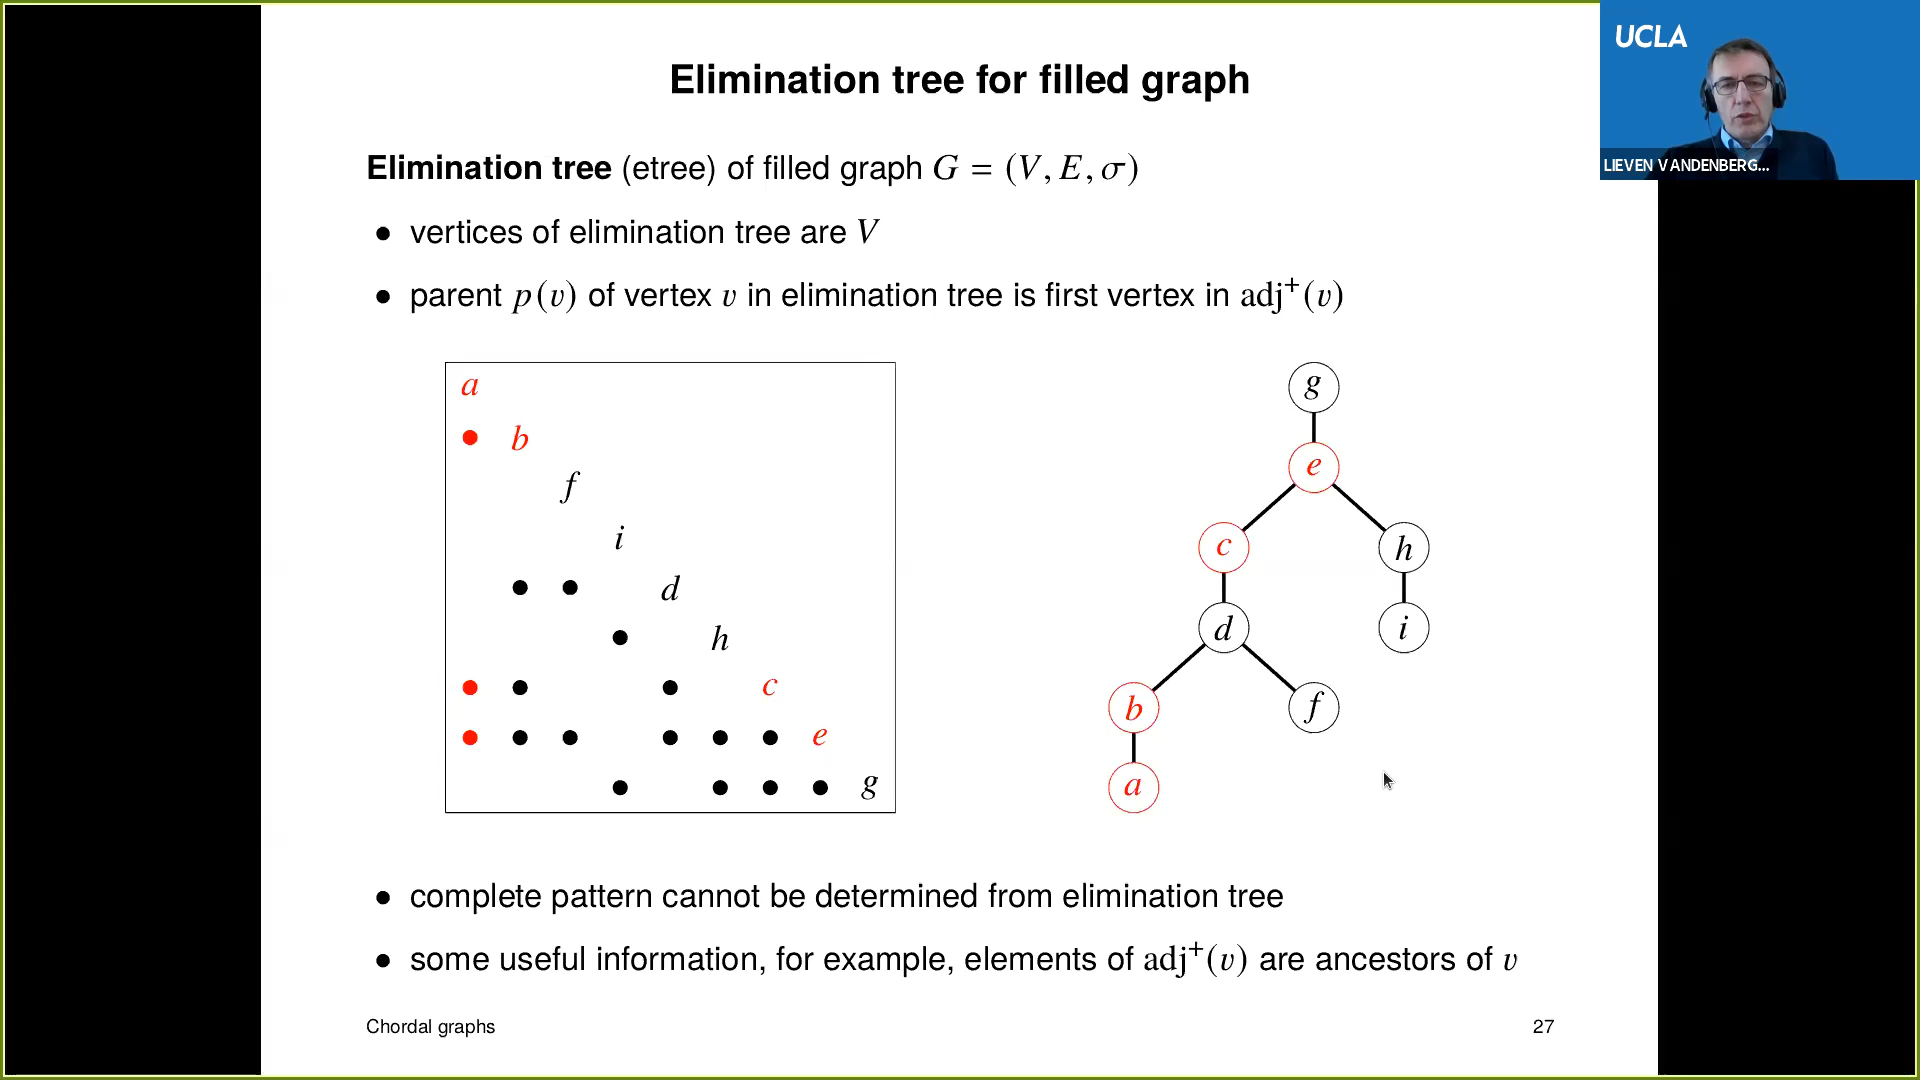 UCLA
LIEVEN VANDENBERG...
Elimination tree for filled graph
Elimination tree (etree) of filled graph G = (V, E, σ)
• vertices of elimination tree are V
• parent p(v) of vertex v in elimination tree is first vertex in adj⁺(v)
a
b
f
i
d
h
c
e
g
g
e
c h
d i
b f
a
• complete pattern cannot be determined from elimination tree
• some useful information, for example, elements of adj⁺(v) are ancestors of v
Chordal graphs 27